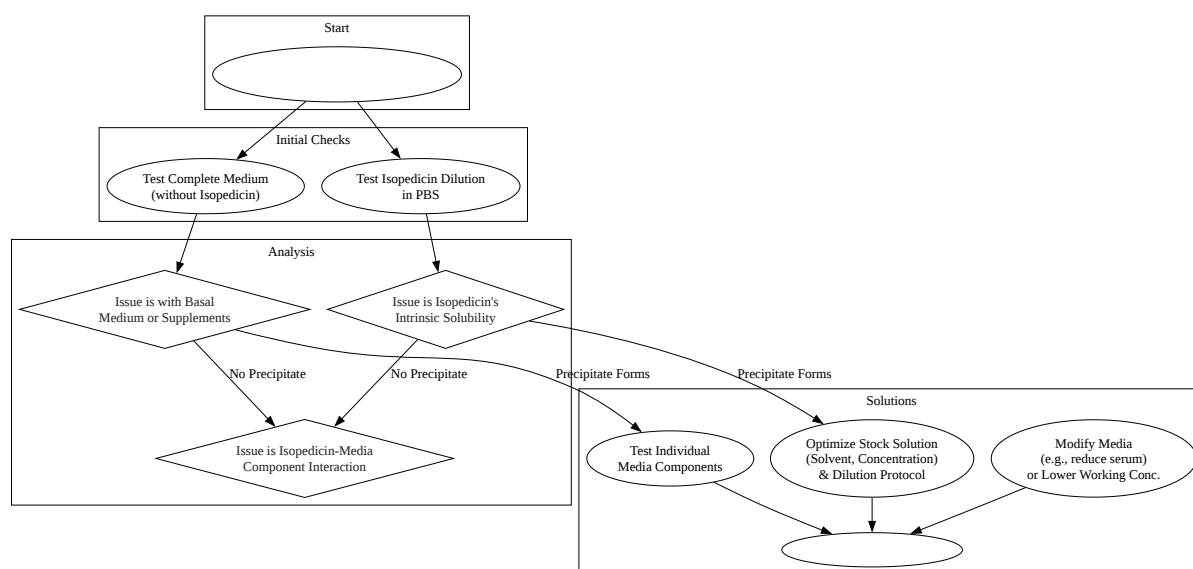 Start
Initial Checks
Test Complete Medium
(without Isopedicin)
Test Isopedicin Dilution
in PBS
Analysis
Issue is with Basal
Medium or Supplements
Issue is Isopedicin's
Intrinsic Solubility
No Precipitate
No Precipitate
Precipitate Forms
Precipitate Forms
Issue is Isopedicin-Media
Component Interaction
Solutions
Test Individual
Media Components
Optimize Stock Solution
(Solvent, Concentration)
& Dilution Protocol
Modify Media
(e.g., reduce serum)
or Lower Working Conc.